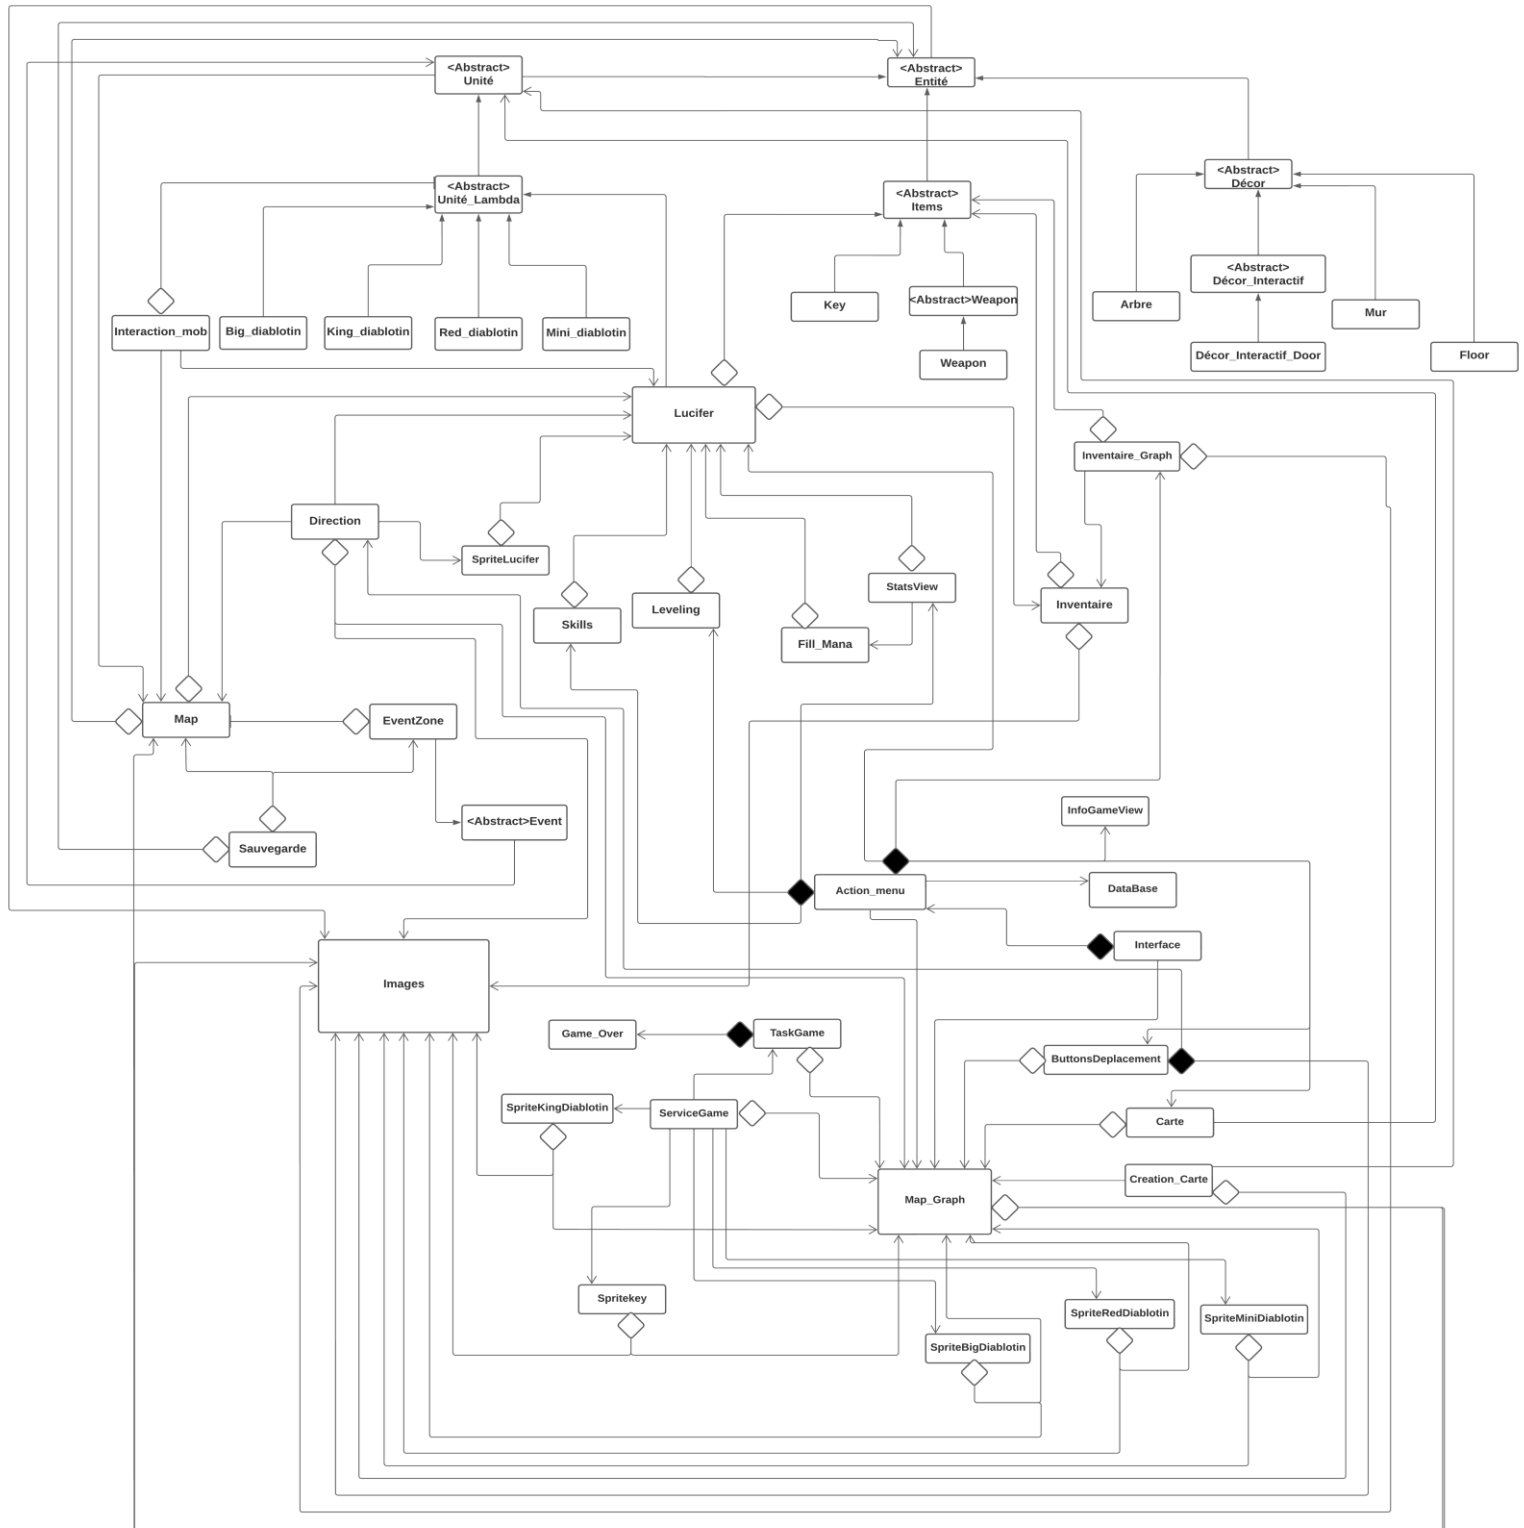 <Abstract>
Unité
<Abstract>
Entité
<Abstract>
Unité_Lambda
<Abstract>
Items
<Abstract>
Décor
<Abstract>
Décor_Interactif
Interaction_mob
Big_diablotin
King_diablotin
Red_diablotin
Mini_diablotin
Key
<Abstract>Weapon
Arbre
Mur
Weapon
Décor_Interactif_Door
Floor
Lucifer
Inventaire_Graph
Direction
SpriteLucifer
StatsView
Skills
Leveling
Fill_Mana
Inventaire
Map
EventZone
InfoGameView
<Abstract>Event
Sauvegarde
Action_menu
DataBase
Interface
Images
Game_Over
TaskGame
ButtonsDeplacement
SpriteKingDiablotin
ServiceGame
Carte
Creation_Carte
Map_Graph
Spritekey
SpriteRedDiablotin
SpriteMiniDiablotin
SpriteBigDiablotin